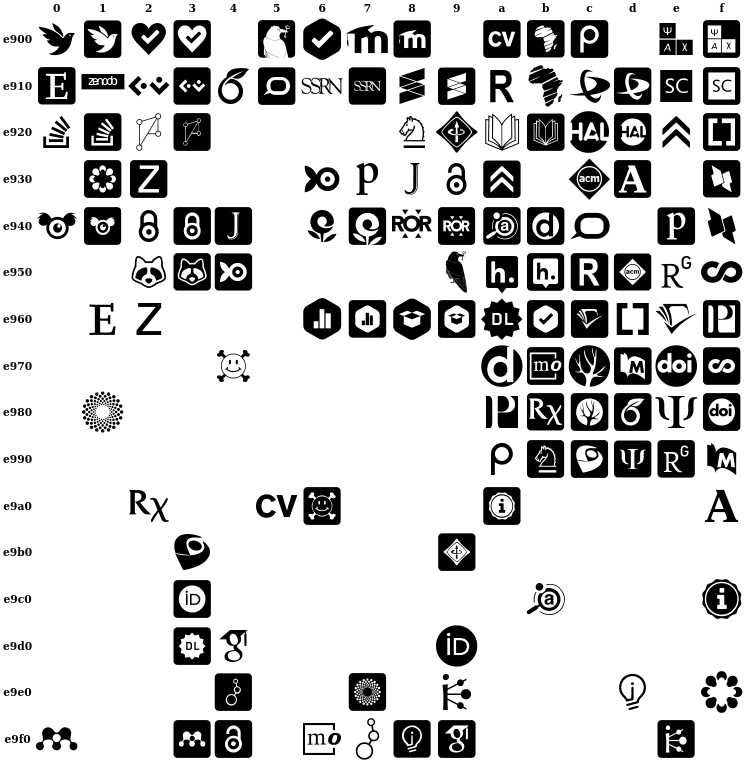 0 1 2 3 4 5 6 7 8 9 a b c d e f
e900 m m CV p Ψ A X Ψ A X
e910 E zenodo SSRN SSRN R SC SC
e920 HAL HAL
e930 Z p J a acm A
e940 J ROR ROR a d p
e950 h. h. R acm RG
e960 E Z DL P
e970 d mo M doi
e980 P Rχ 6 Ψ doi
e990 p Ψ RG M
e9a0 Rχ CV i A
e9b0
e9c0 iD a i
e9d0 DL g iD
e9e0 j
e9f0 a mo j g